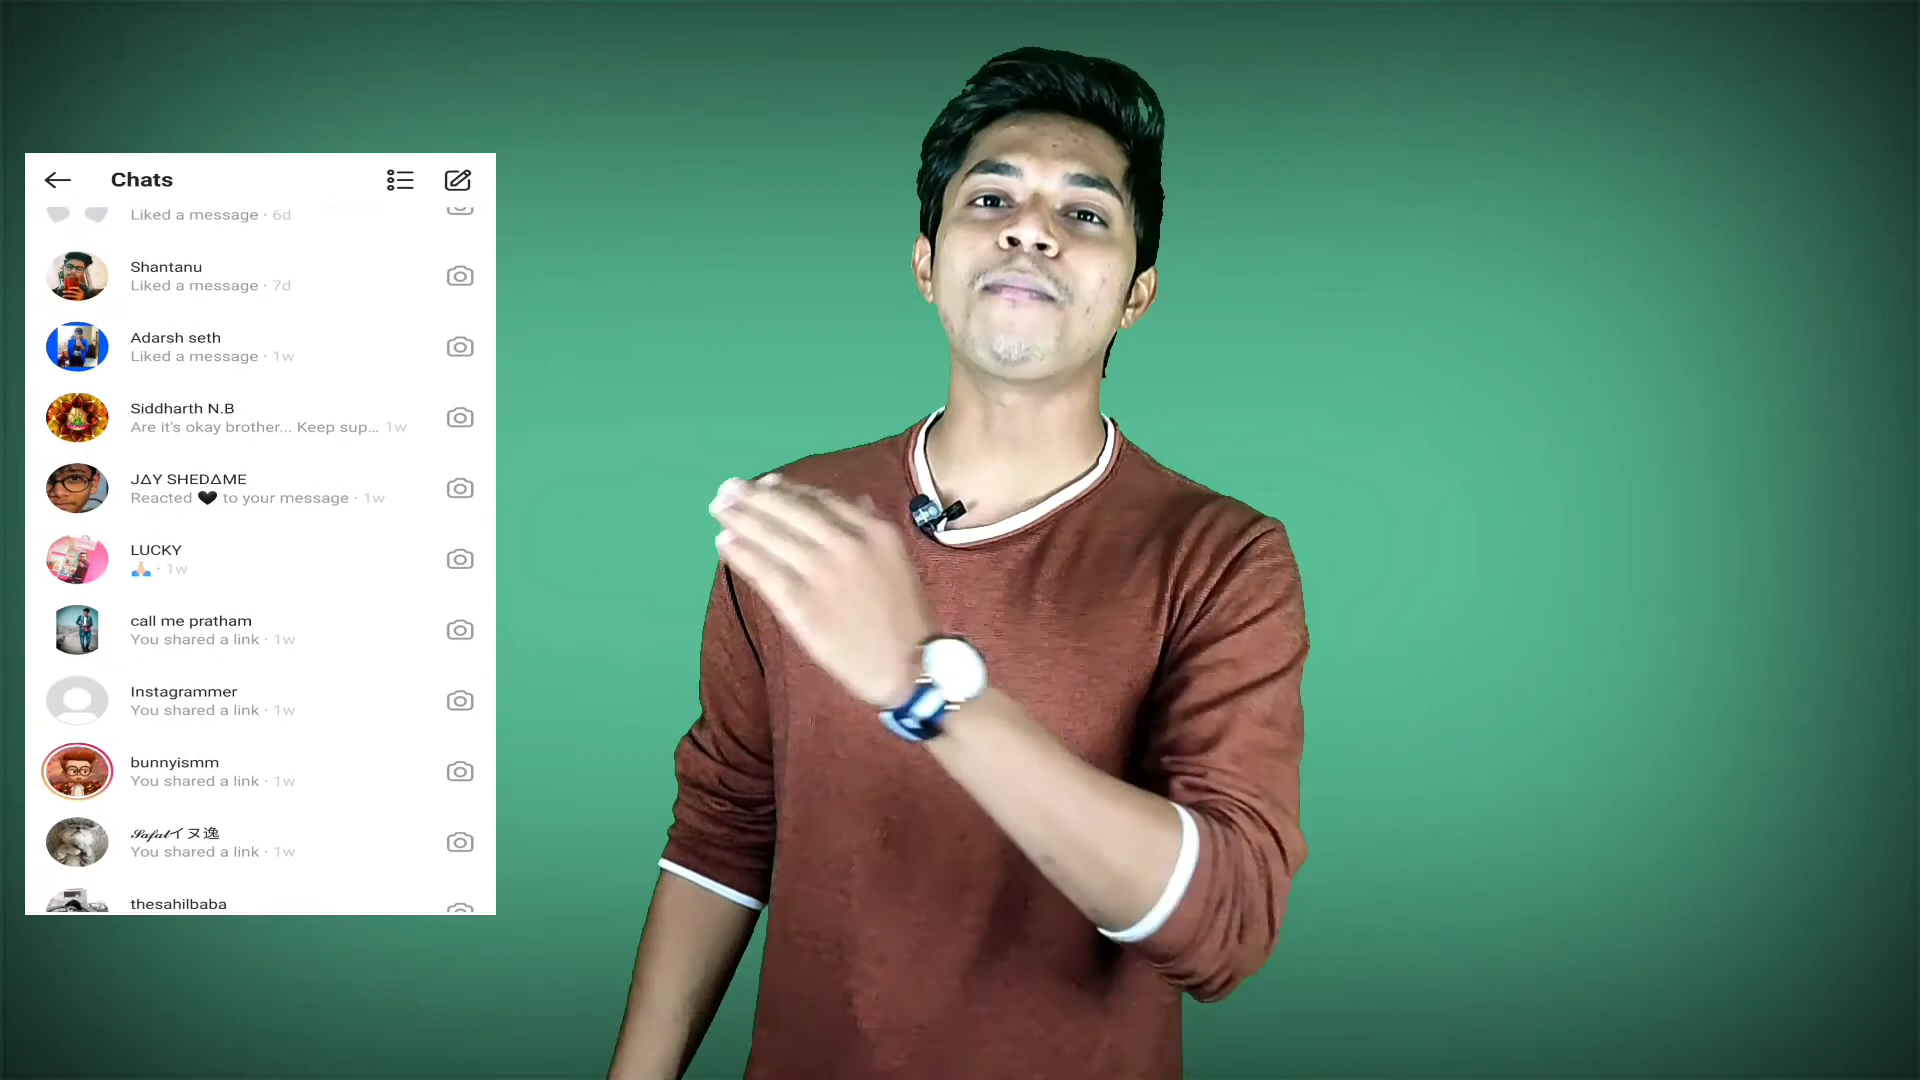 Chats
Liked a message · 6d
Shantanu
Liked a message · 7d
Adarsh seth
Liked a message · 1w
Siddharth N.B
Are it's okay brother... Keep sup... 1w
JΔY SHEDΔME
Reacted 🖤 to your message · 1w
LUCKY
🙏🏼 · 1w
call me pratham
You shared a link · 1w
Instagrammer
You shared a link · 1w
bunnyismm
You shared a link · 1w
𝒮𝒶𝒻𝒶𝓁イヌ逸
You shared a link · 1w
thesahilbaba